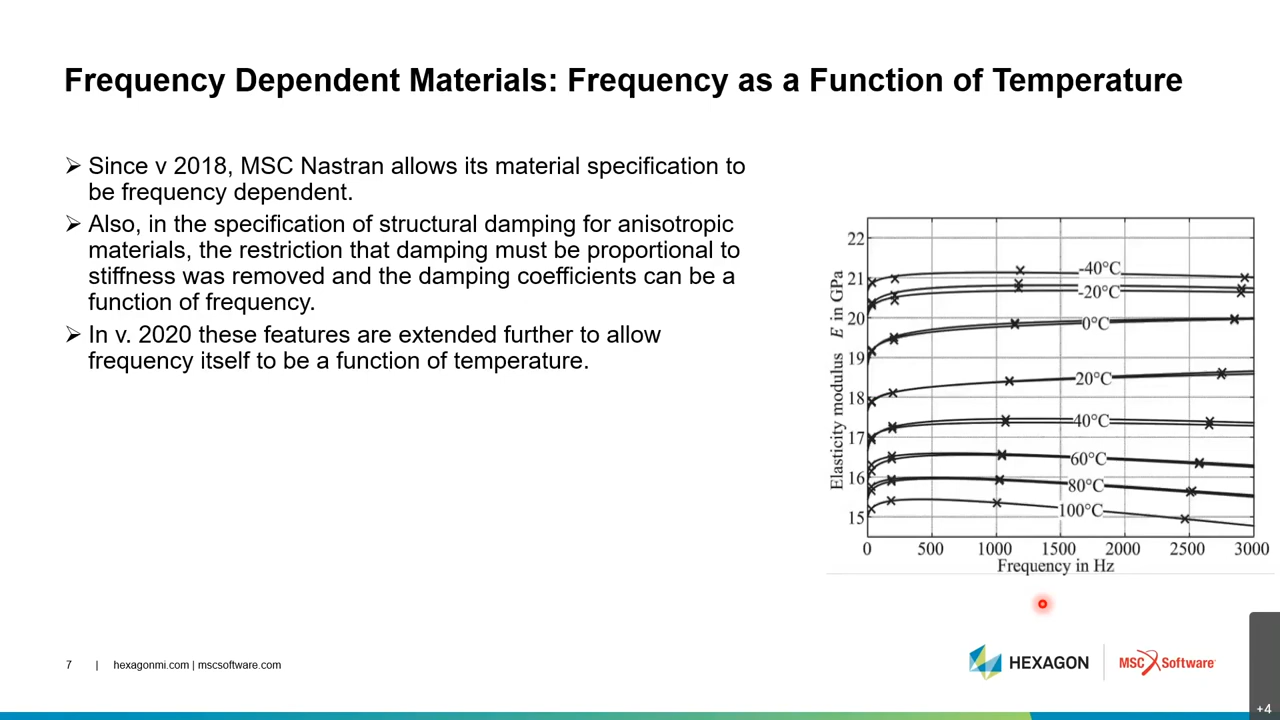 Frequency Dependent Materials: Frequency as a Function of Temperature
➢ Since v 2018, MSC Nastran allows its material specification to
be frequency dependent.
➢ Also, in the specification of structural damping for anisotropic
materials, the restriction that damping must be proportional to
stiffness was removed and the damping coefficients can be a
function of frequency.
➢ In v. 2020 these features are extended further to allow
frequency itself to be a function of temperature.
Elasticity modulus E in GPa
22
21
20
19
18
17
16
15
-40°C
-20°C
0°C
20°C
40°C
60°C
80°C
100°C
0 500 1000 1500 2000 2500 3000
Frequency in Hz
7 | hexagonmi.com | mscsoftware.com
HEXAGON | MSC Software
+4